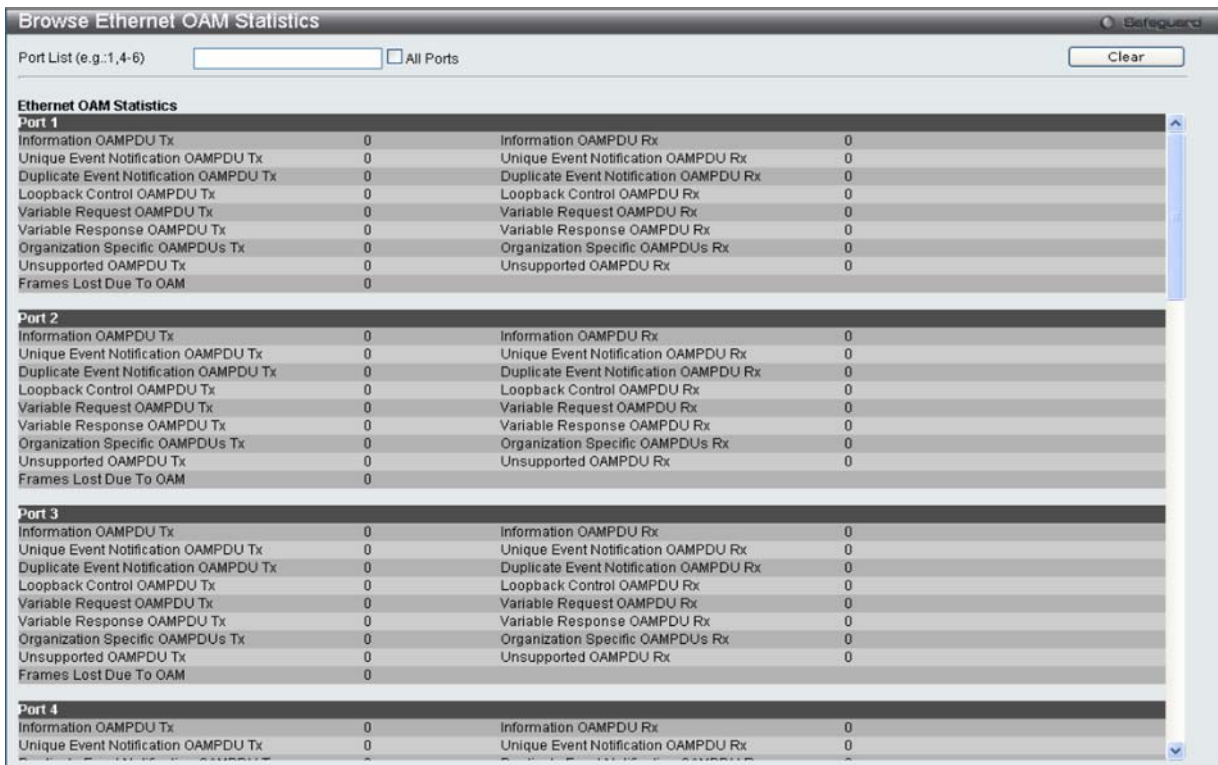 Browse Ethernet OAM Statistics Safeguard
Port List (e.g.:1,4-6) All Ports Clear
Ethernet OAM Statistics
Port 1
Information OAMPDU Tx 0 Information OAMPDU Rx 0
Unique Event Notification OAMPDU Tx 0 Unique Event Notification OAMPDU Rx 0
Duplicate Event Notification OAMPDU Tx 0 Duplicate Event Notification OAMPDU Rx 0
Loopback Control OAMPDU Tx 0 Loopback Control OAMPDU Rx 0
Variable Request OAMPDU Tx 0 Variable Request OAMPDU Rx 0
Variable Response OAMPDU Tx 0 Variable Response OAMPDU Rx 0
Organization Specific OAMPDUs Tx 0 Organization Specific OAMPDUs Rx 0
Unsupported OAMPDU Tx 0 Unsupported OAMPDU Rx 0
Frames Lost Due To OAM 0
Port 2
Information OAMPDU Tx 0 Information OAMPDU Rx 0
Unique Event Notification OAMPDU Tx 0 Unique Event Notification OAMPDU Rx 0
Duplicate Event Notification OAMPDU Tx 0 Duplicate Event Notification OAMPDU Rx 0
Loopback Control OAMPDU Tx 0 Loopback Control OAMPDU Rx 0
Variable Request OAMPDU Tx 0 Variable Request OAMPDU Rx 0
Variable Response OAMPDU Tx 0 Variable Response OAMPDU Rx 0
Organization Specific OAMPDUs Tx 0 Organization Specific OAMPDUs Rx 0
Unsupported OAMPDU Tx 0 Unsupported OAMPDU Rx 0
Frames Lost Due To OAM 0
Port 3
Information OAMPDU Tx 0 Information OAMPDU Rx 0
Unique Event Notification OAMPDU Tx 0 Unique Event Notification OAMPDU Rx 0
Duplicate Event Notification OAMPDU Tx 0 Duplicate Event Notification OAMPDU Rx 0
Loopback Control OAMPDU Tx 0 Loopback Control OAMPDU Rx 0
Variable Request OAMPDU Tx 0 Variable Request OAMPDU Rx 0
Variable Response OAMPDU Tx 0 Variable Response OAMPDU Rx 0
Organization Specific OAMPDUs Tx 0 Organization Specific OAMPDUs Rx 0
Unsupported OAMPDU Tx 0 Unsupported OAMPDU Rx 0
Frames Lost Due To OAM 0
Port 4
Information OAMPDU Tx 0 Information OAMPDU Rx 0
Unique Event Notification OAMPDU Tx 0 Unique Event Notification OAMPDU Rx 0